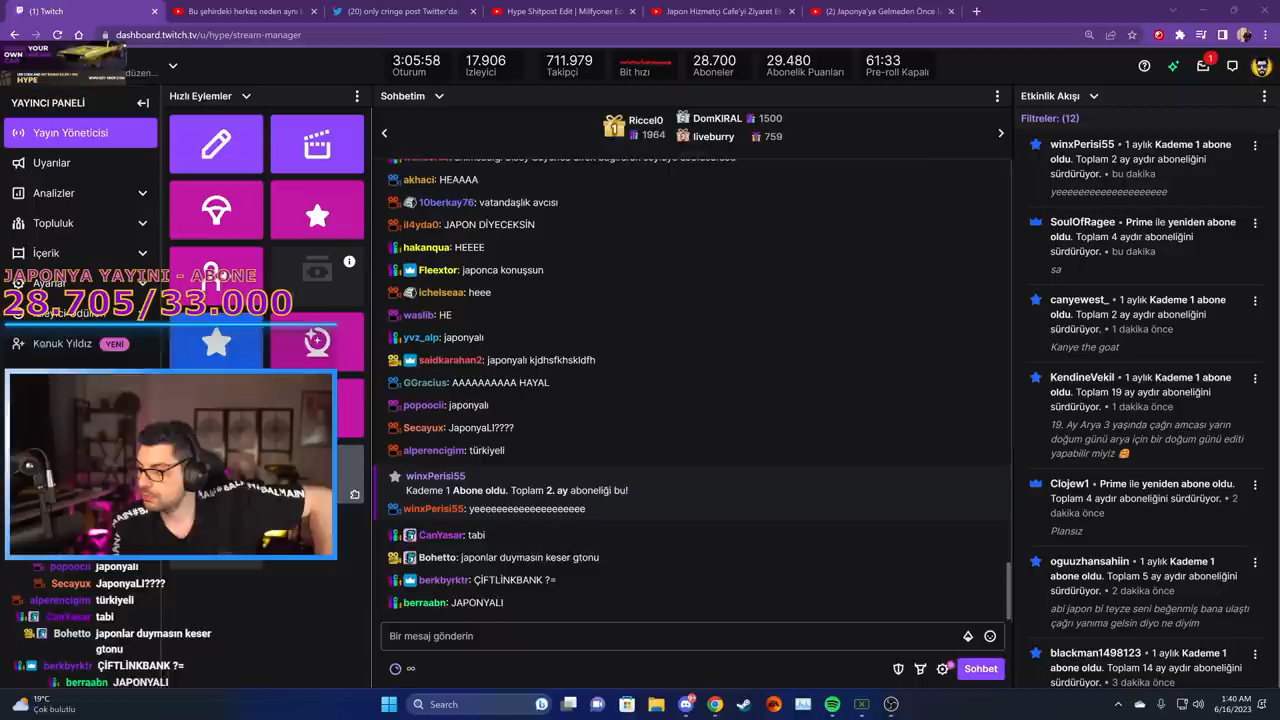 (1) Twitch
Bu şehirdeki herkes neden aynı b
(20) only cringe post Twitter'da:
Hype Shitpost Edit | Milfyoner Ed
Japon Hizmetçi Cafe'yi Ziyaret E
(2) Japonya'ya Gelmeden Önce İ
dashboard.twitch.tv/u/hype/stream-manager
YOUR
OWN
HYPE
düzen...
3:05:58
Oturum
17.906
İzleyici
711.979
Takipçi
Bit hızı
28.700
Aboneler
29.480
Abonelik Puanları
61:33
Pre-roll Kapalı
1
YAYINCI PANELİ
Yayın Yöneticisi
Uyarılar
Analizler
Topluluk
İçerik
Ayarlar
JAPONYA YAYINI - ABONE
28.705/33.000
Konuk Yıldız YENİ
Hızlı Eylemler
Sohbetim
1 Riccel0 1964
DomKIRAL 1500
liveburry 759
akhaci: HEAAAA
10berkay76: vatandaşlık avcısı
il4yda0: JAPON DİYECEKSİN
hakanqua: HEEEE
Fleextor: japonca konuşsun
ichelseaa: heee
waslib: HE
yvz_alp: japonyalı
saidkarahan2: japonyalı kjdhsfkhskldfh
GGracius: AAAAAAAAAA HAYAL
popoocii: japonyalı
Secayux: JaponyaLI????
alperencigim: türkiyeli
winxPerisi55
Kademe 1 Abone oldu. Toplam 2. ay aboneliği bu!
winxPerisi55: yeeeeeeeeeeeeeeeeeee
CanYasar: tabi
Bohetto: japonlar duymasın keser gtonu
berkbyrktr: ÇİFTLİNKBANK ?=
berraabn: JAPONYALI
Bir mesaj gönderin
∞
Sohbet
BALMAIN
popoocii japonyalı
Secayux JaponyaLI????
alperencigim türkiyeli
CanYasar tabi
Bohetto japonlar duymasın keser
gtonu
berkbyrktr ÇİFTLİNKBANK ?=
berraabn JAPONYALI
Etkinlik Akışı
Filtreler: (12)
winxPerisi55 • 1 aylık Kademe 1 abone
oldu. Toplam 2 ay aboneliğini
sürdürüyor. • bu dakika
yeeeeeeeeeeeeeeeeeee
SoulOfRagee • Prime ile yeniden abone
oldu. Toplam 4 aydır aboneliğini
sürdürüyor. • bu dakika
sa
canyewest_ • 1 aylık Kademe 1 abone
oldu. Toplam 2 ay aboneliğini
sürdürüyor. • 1 dakika önce
Kanye the goat
KendineVekil • 1 aylık Kademe 1 abone
oldu. Toplam 19 ay aboneliğini
sürdürüyor. • 1 dakika önce
19. Ay Arya 3 yaşında çağrı amcası yarın
doğum günü arya için bir doğum günü editi
yapabilir miyiz
Clojew1 • Prime ile yeniden abone oldu.
Toplam 4 aydır aboneliğini sürdürüyor. • 2
dakika önce
Plansız
oguuzhansahiin • 1 aylık Kademe 1
abone oldu. Toplam 5 ay aboneliğini
sürdürüyor. • 2 dakika önce
abi japon bi teyze seni beğenmiş bana ulaştı
çağrı yanıma gelsin diyo ne diyim
blackman1498123 • 1 aylık Kademe 1
abone oldu. Toplam 14 ay aboneliğini
sürdürüyor. • 3 dakika önce
19°C
Çok bulutlu
Search
1:40 AM
6/16/2023